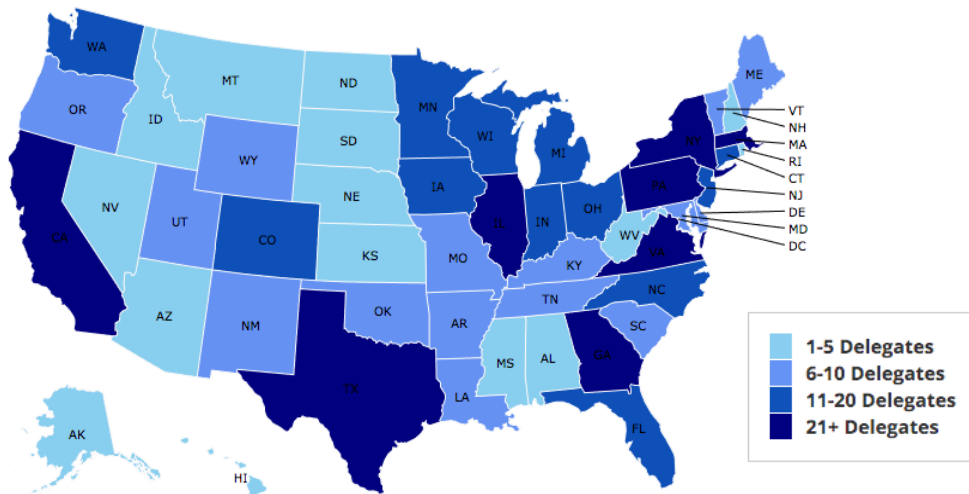 WA
MT
ND
MN
ME
OR
ID
SD
WI
MI
NY
VT
NH
MA
RI
CT
NJ
DE
MD
DC
WY
NE
IA
PA
NV
UT
CO
KS
IL
IN
OH
WV
VA
CA
MO
KY
NC
AZ
NM
OK
AR
TN
SC
TX
LA
MS
AL
GA
FL
AK
HI
1-5 Delegates
6-10 Delegates
11-20 Delegates
21+ Delegates